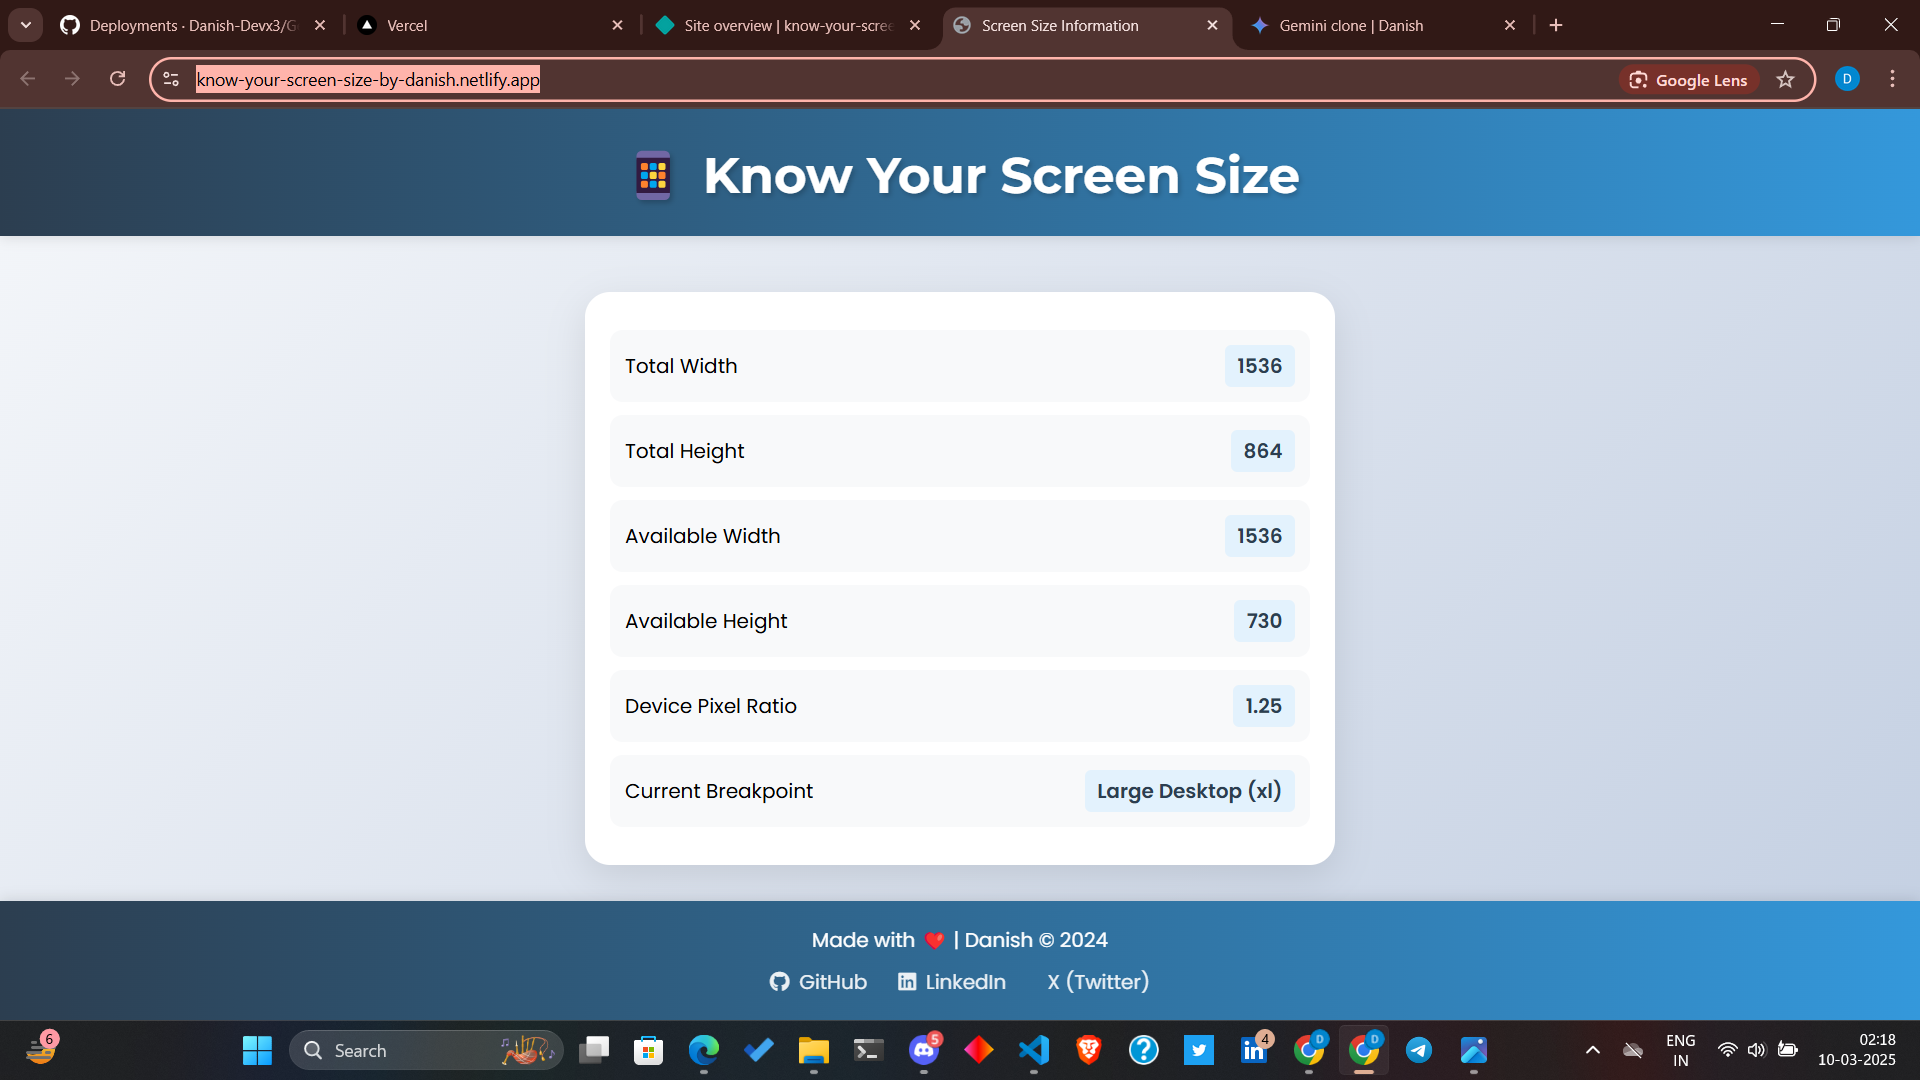 Deployments · Danish-Devx3/G
Vercel
Site overview | know-your-scree
Screen Size Information
Gemini clone | Danish
know-your-screen-size-by-danish.netlify.app
Google Lens
D
Know Your Screen Size
Total Width
1536
Total Height
864
Available Width
1536
Available Height
730
Device Pixel Ratio
1.25
Current Breakpoint
Large Desktop (xl)
Made with ❤️ | Danish © 2024
GitHub
LinkedIn
X (Twitter)
6
Search
5
in
4
D
D
ENG
IN
02:18
10-03-2025